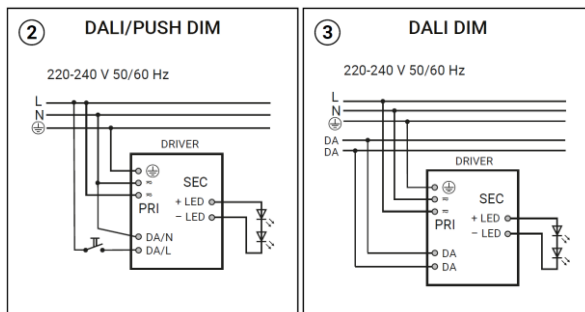 2 DALI/PUSH DIM
220-240 V 50/60 Hz
L
N
DRIVER
SEC
PRI
+ LED
− LED
DA/N
DA/L
3 DALI DIM
220-240 V 50/60 Hz
L
N
DA
DA
DRIVER
SEC
PRI
+ LED
− LED
DA
DA